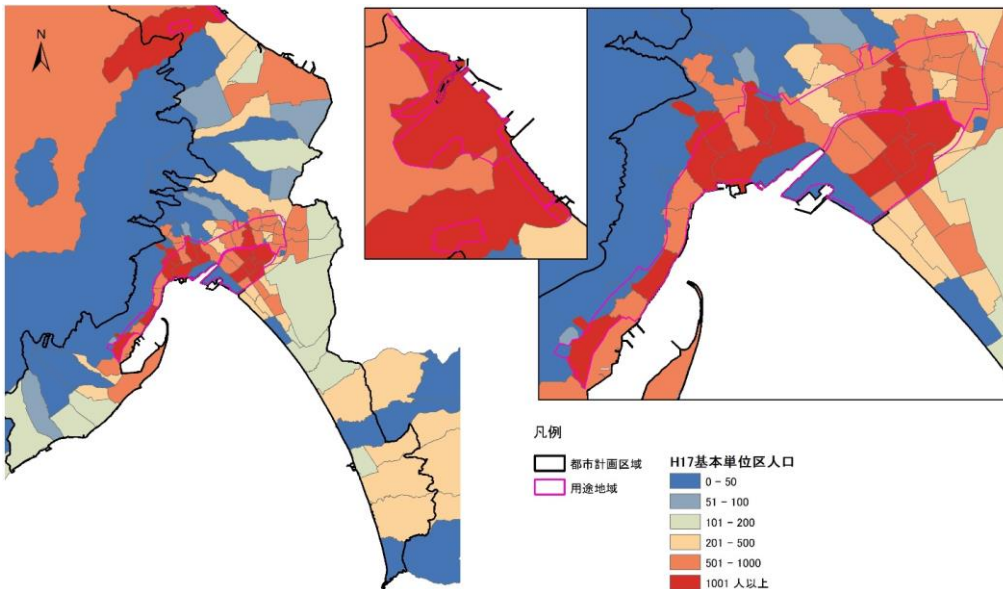 N
凡例
都市計画区域
用途地域
H17基本単位区人口
0 - 50
51 - 100
101 - 200
201 - 500
501 - 1000
1001 人以上